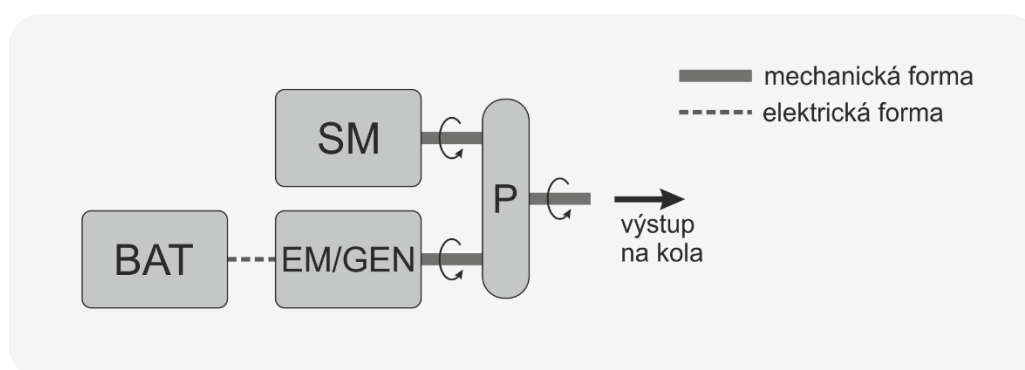 mechanická forma
elektrická forma
SM
P
BAT
EM/GEN
výstup
na kola